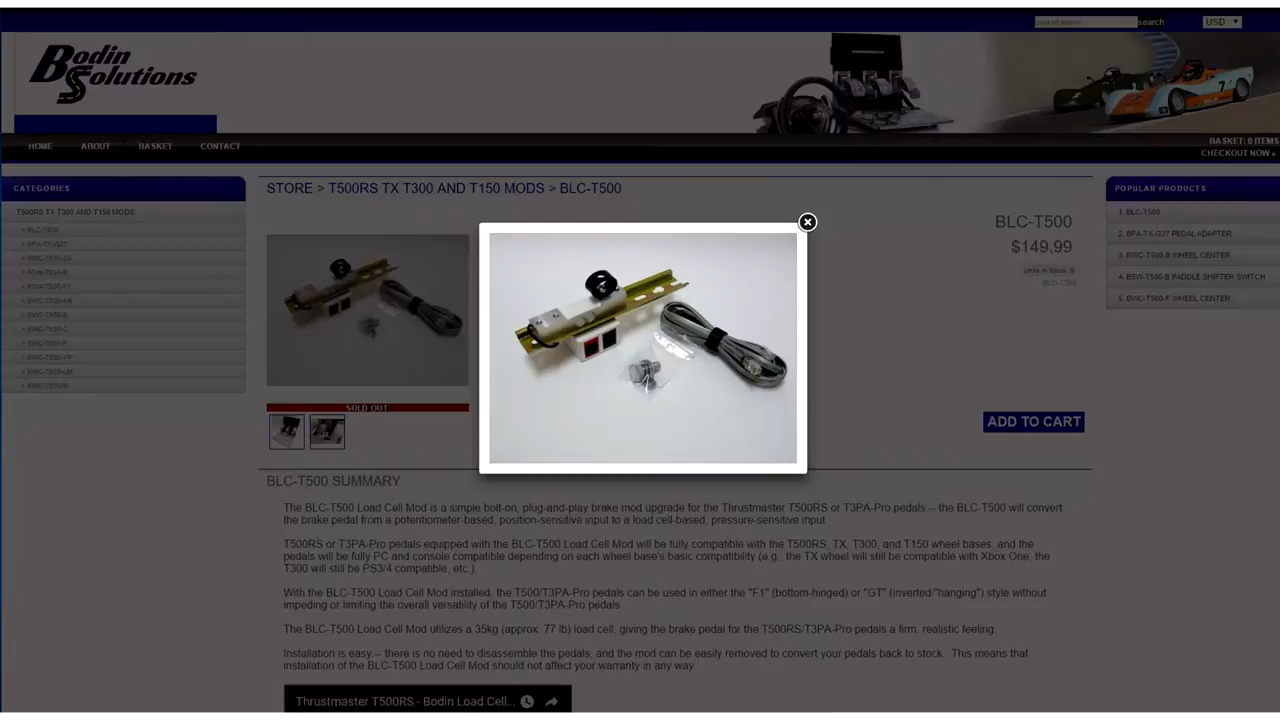 search
USD
Bodin
Solutions
HOME
ABOUT
BASKET
CONTACT
BASKET: 0 ITEMS
CHECKOUT NOW »
CATEGORIES
T500RS TX T300 AND T150 MODS
» BLC-T500
» BPA-TX-G27
STORE > T500RS TX T300 AND T150 MODS > BLC-T500
BLC-T500
$149.99
Units in Stock: 8
BLC-T500
SOLD OUT
ADD TO CART
POPULAR PRODUCTS
1. BLC-T500
2. BPA-TX-G27 PEDAL ADAPTER
3. BWC-T500-B WHEEL CENTER
4. BSW-T500-B PADDLE SHIFTER SWITCH
5. BWC-T500-F WHEEL CENTER
BLC-T500 SUMMARY
The BLC-T500 Load Cell Mod is a simple bolt-on, plug-and-play brake mod upgrade for the Thrustmaster T500RS or T3PA-Pro pedals -- the BLC-T500 will convert
the brake pedal from a potentiometer-based, position-sensitive input to a load cell-based, pressure-sensitive input
T500RS or T3PA-Pro pedals equipped with the BLC-T500 Load Cell Mod will be fully compatible with the T500RS, TX, T300, and T150 wheel bases, and the
pedals will be fully PC and console compatible depending on each wheel base's basic compatibility (e.g., the TX wheel will still be compatible with Xbox One, the
T300 will still be PS3/4 compatible, etc.).
With the BLC-T500 Load Cell Mod installed, the T500/T3PA-Pro pedals can be used in either the "F1" (bottom-hinged) or "GT" (inverted/"hanging") style without
impeding or limiting the overall versatility of the T500/T3PA-Pro pedals
The BLC-T500 Load Cell Mod utilizes a 35kg (approx. 77 lb) load cell, giving the brake pedal for the T500RS/T3PA-Pro pedals a firm, realistic feeling.
Installation is easy -- there is no need to disassemble the pedals, and the mod can be easily removed to convert your pedals back to stock. This means that
installation of the BLC-T500 Load Cell Mod should not affect your warranty in any way.
Thrustmaster T500RS - Bodin Load Cell...